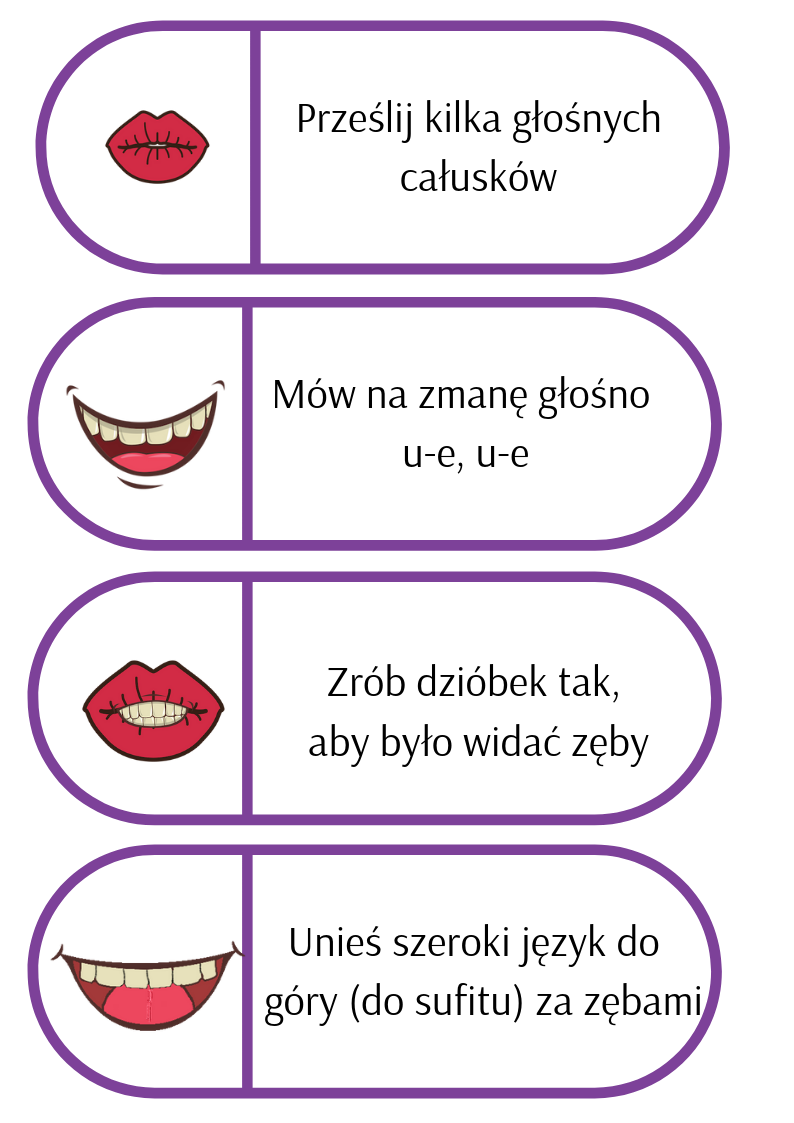 Prześlij kilka głośnych
całusków
Mów na zmanę głośno
u-e, u-e
Zrób dzióbek tak,
aby było widać zęby
Unieś szeroki język do
góry (do sufitu) za zębami